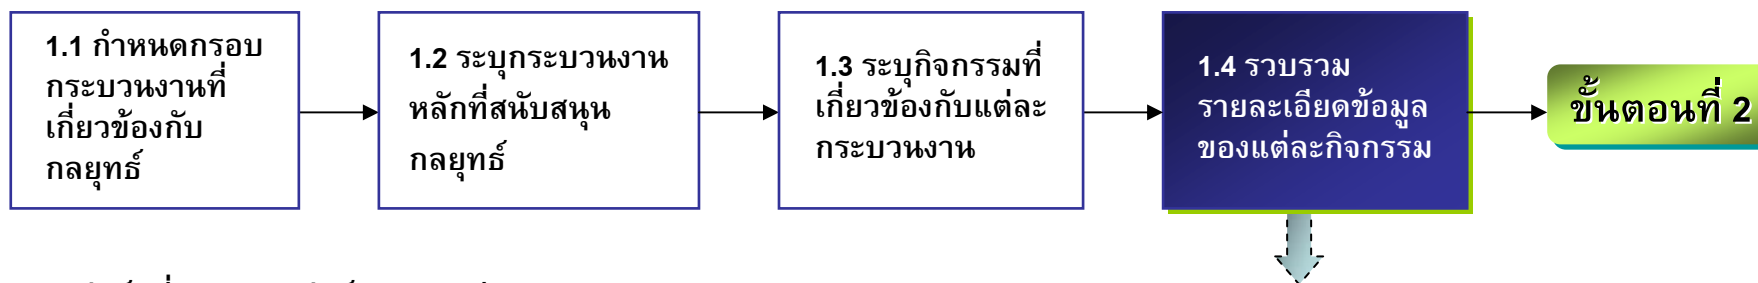 1.1 กำหนดกรอบ
กระบวนงานที่
เกี่ยวข้องกับ
กลยุทธ์
1.2 ระบุกระบวนงาน
หลักที่สนับสนุน
กลยุทธ์
1.3 ระบุกิจกรรมที่
เกี่ยวข้องกับแต่ละ
กระบวนงาน
1.4 รวบรวม
รายละเอียดข้อมูล
ของแต่ละกิจกรรม
ขั้นตอนที่ 2